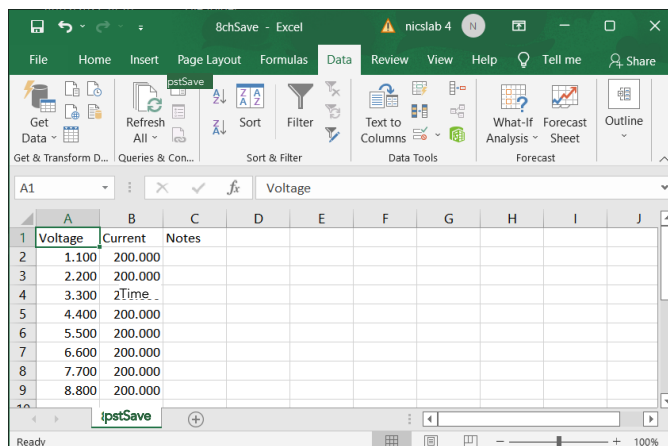 8chSave - Excel nicslab 4 N
File Home Insert Page Layout Formulas Data Review View Help Tell me Share
pstSave
Get Data Refresh All Sort Filter Text to Columns What-If Analysis Forecast Sheet Outline
Get & Transform D... Queries & Con... Sort & Filter Data Tools Forecast
A1 fx Voltage
A B C D E F G H I J
1 Voltage Current Notes
2 1.100 200.000
3 2.200 200.000
4 3.300 2Time
5 4.400 200.000
6 5.500 200.000
7 6.600 200.000
8 7.700 200.000
9 8.800 200.000
pstSave
Ready 100%